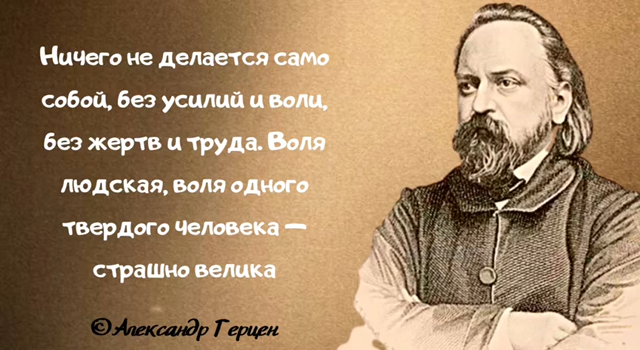 Ничего не делается само
собой, без усилий и воли,
без жертв и труда. Воля
людская, воля одного
твердого человека —
страшно велика
©Александр Герцен